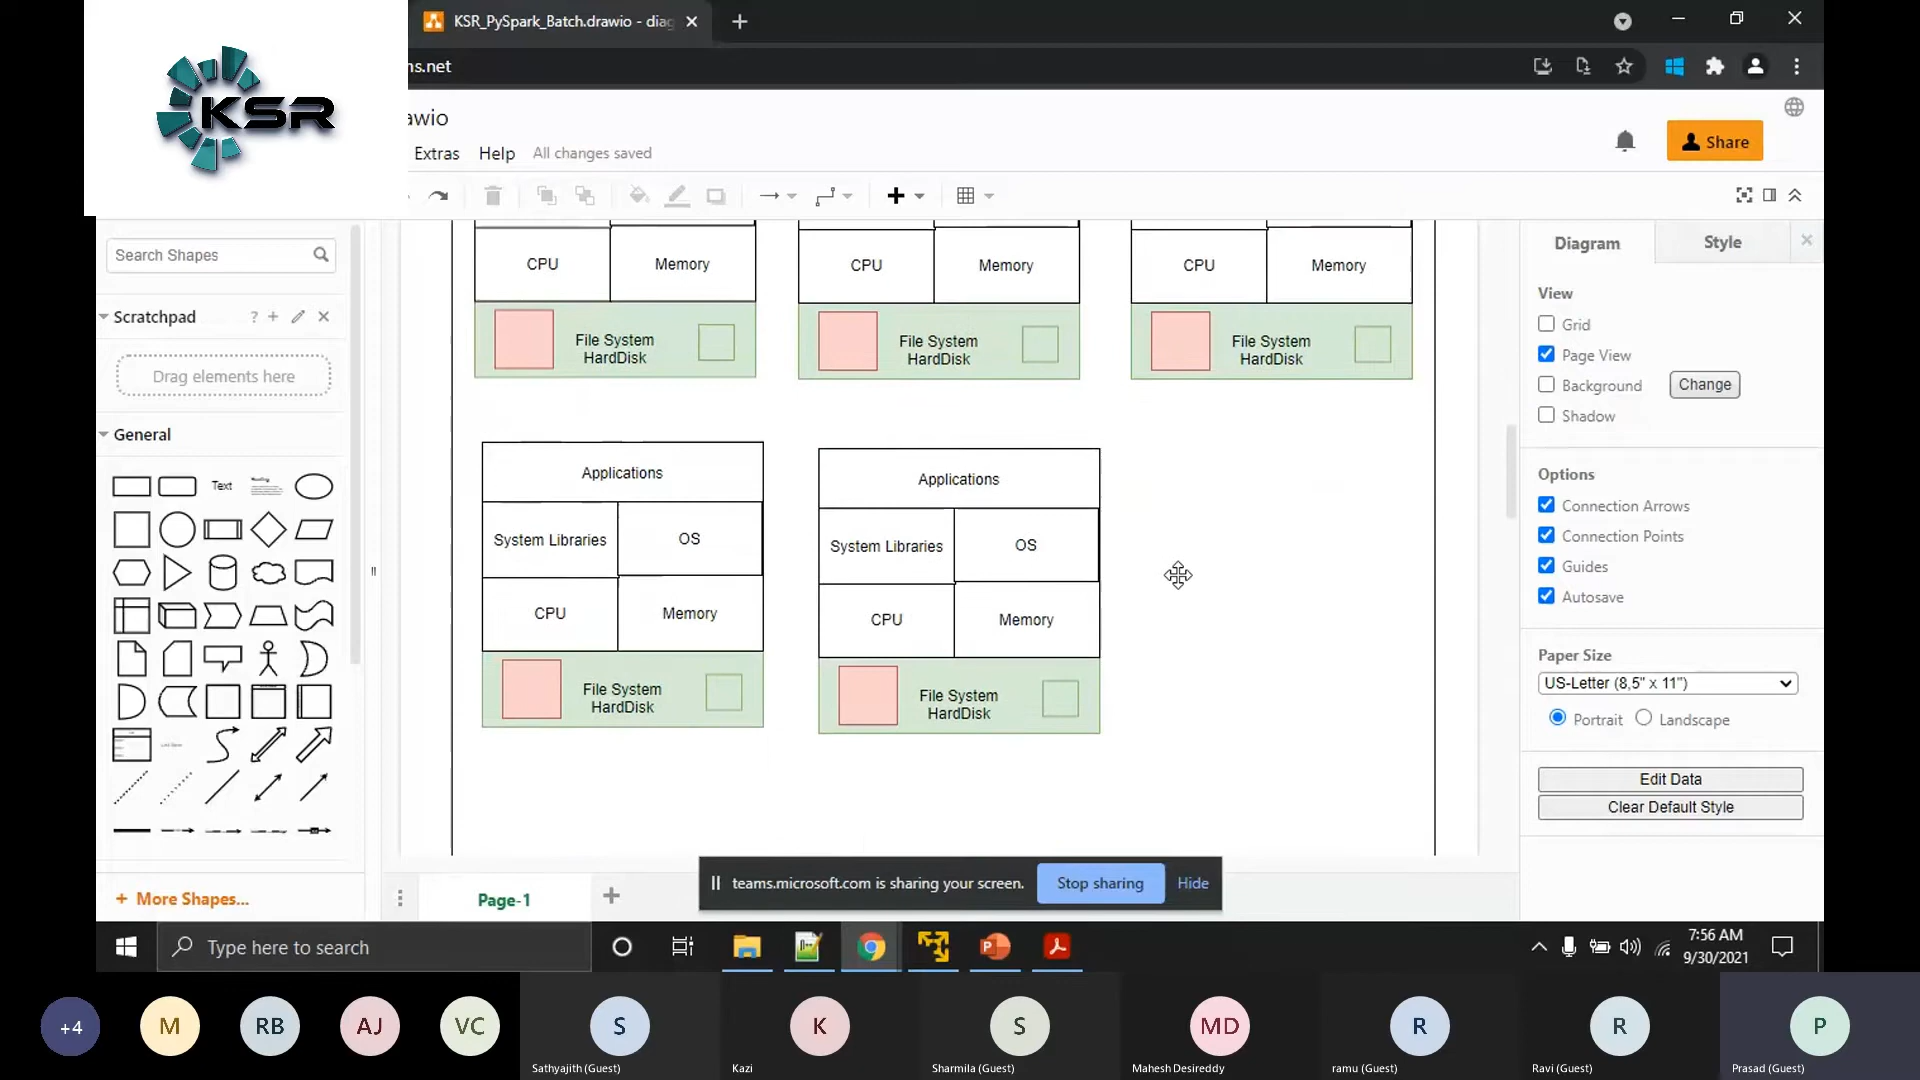 KSR_PySpark_Batch.drawio - diag
ns.net
KSR
awio
Extras Help All changes saved
Share
Search Shapes
Scratchpad
?
Drag elements here
General
Text
Heading
More Shapes...
CPU Memory
File System
HardDisk
CPU Memory
File System
HardDisk
CPU Memory
File System
HardDisk
Applications
System Libraries OS
CPU Memory
File System
HardDisk
Applications
System Libraries OS
CPU Memory
File System
HardDisk
Diagram Style
View
Grid
Page View
Background Change
Shadow
Options
Connection Arrows
Connection Points
Guides
Autosave
Paper Size
US-Letter (8,5" x 11")
Portrait Landscape
Edit Data
Clear Default Style
Page-1
teams.microsoft.com is sharing your screen. Stop sharing Hide
Type here to search
7:56 AM
9/30/2021
+4 M RB AJ VC S K S MD R R P
Sathyajith (Guest) Kazi Sharmila (Guest) Mahesh Desireddy ramu (Guest) Ravi (Guest) Prasad (Guest)